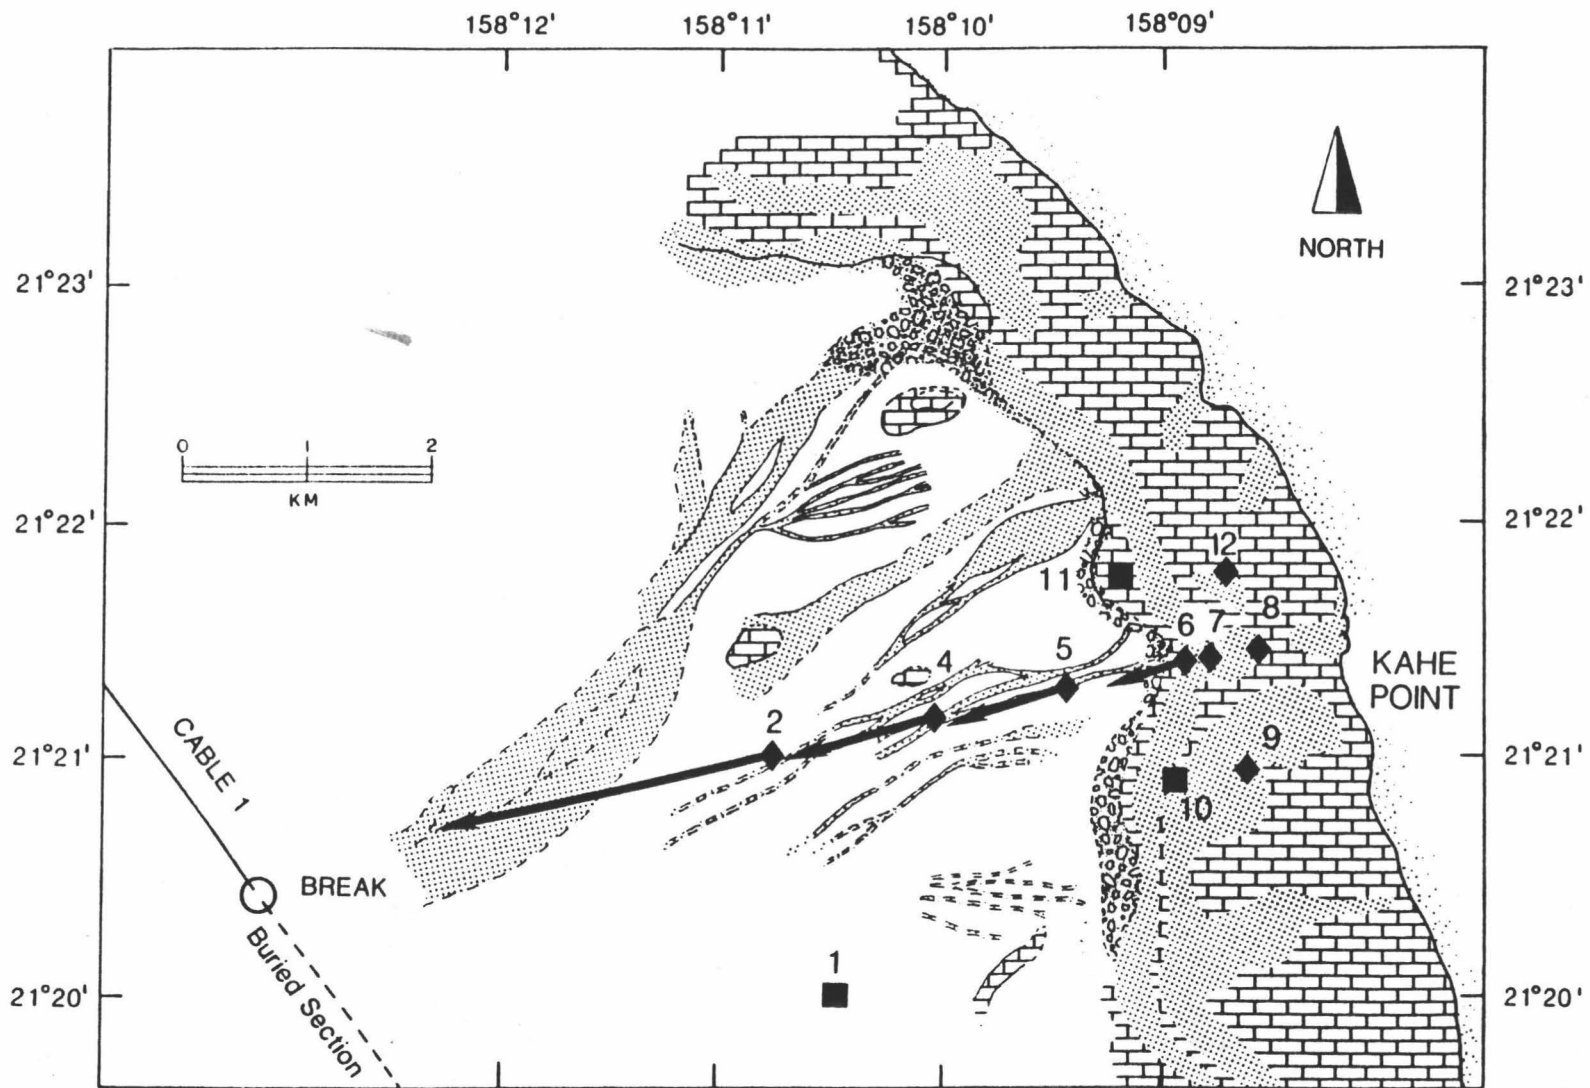 158°12' 158°11' 158°10' 158°09'
NORTH
21°23' 21°23'
0 1 2
KM
21°22' 21°22'
12
11
8
6 7
5
4
KAHE
POINT
2
9
CABLE 1
21°21' 21°21'
10
BREAK
Buried Section
1
21°20' 21°20'